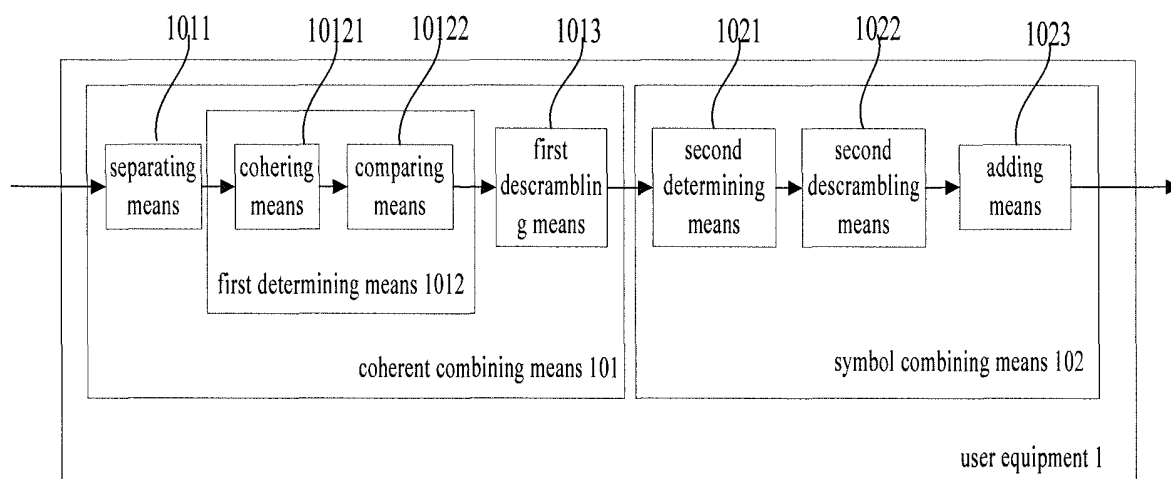 1011
10121
10122
1013
1021
1022
1023
separating
means
cohering
means
comparing
means
first
descramblin
g means
second
determining
means
second
descrambling
means
adding
means
first determining means 1012
coherent combining means 101
symbol combining means 102
user equipment 1